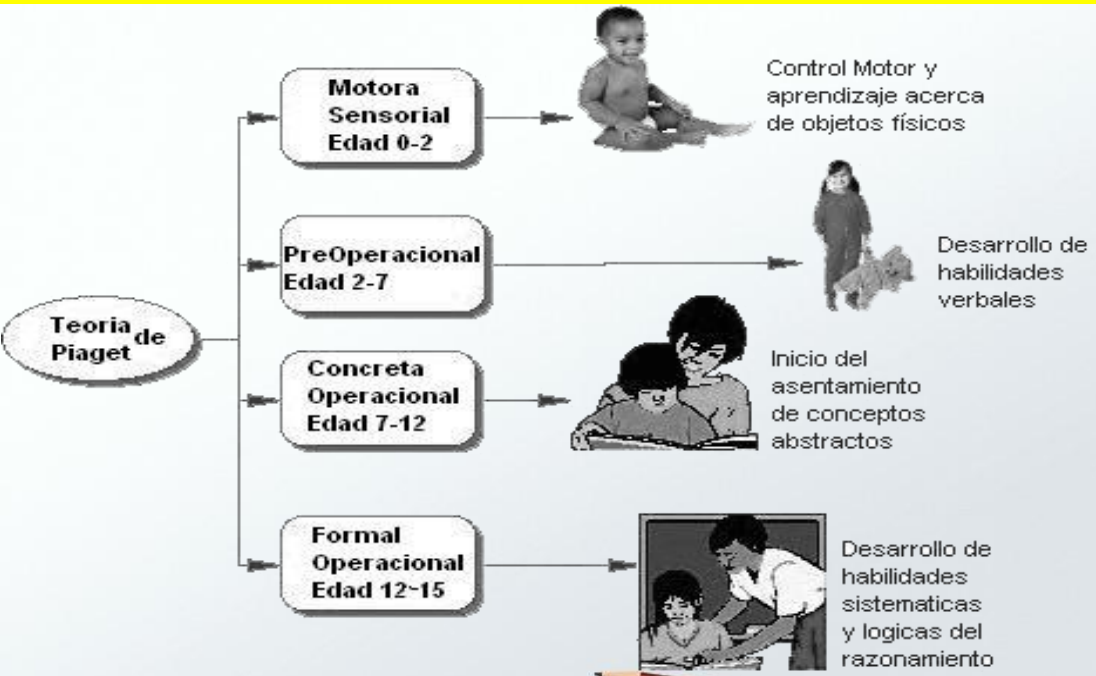 Teoria de
Piaget
Motora
Sensorial
Edad 0-2
Control Motor y
aprendizaje acerca
de objetos físicos
PreOperacional
Edad 2-7
Desarrollo de
habilidades
verbales
Concreta
Operacional
Edad 7-12
Inicio del
asentamiento
de conceptos
abstractos
Formal
Operacional
Edad 12~15
Desarrollo de
habilidades
sistematicas
y logicas del
razonamiento